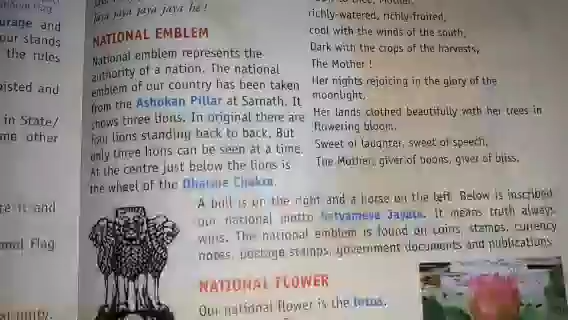 jaya jaya jaya jaya he !
NATIONAL EMBLEM
National emblem represents the
authority of a nation. The national
emblem of our country has been taken
from the Ashokan Pillar at Sarnath. It
shows three lions. In original there are
four lions standing back to back. But
only three lions can be seen at a time.
At the centre just below the lions is
the wheel of the Dharma Chakra.
Mother,
richly-watered, richly-fruited,
cool with the winds of the south,
Dark with the crops of the harvests,
The Mother !
Her nights rejoicing in the glory of the
moonlight,
Her lands clothed beautifully with her trees in
flowering bloom,
Sweet of laughter, sweet of speech,
The Mother, giver of boons, giver of bliss.
A bull is on the right and a horse on the left. Below is inscribed
our national motto Satyameva Jayate. It means truth always
wins. The national emblem is found on coins, stamps, currency
notes, postage stamps, government documents and publications
NATIONAL FLOWER
Our national flower is the lotus.
urage and
our stands
the rules
oisted and
in State/
me other
it and
Flag
unity.